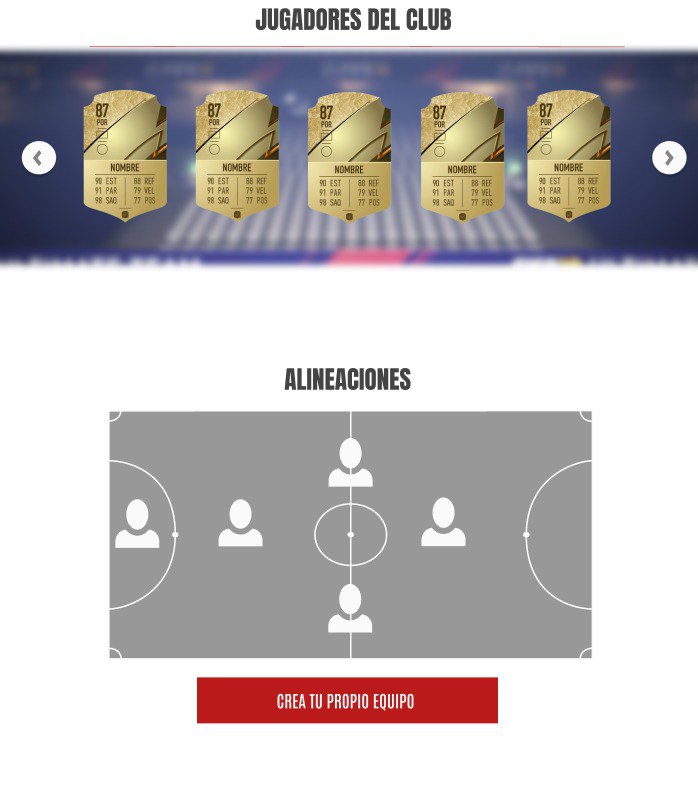 JUGADORES DEL CLUB
87
POR
NOMBRE
90 EST 88 REF
91 PAR 79 VEL
98 SAQ 77 POS
87
POR
NOMBRE
90 EST 88 REF
91 PAR 79 VEL
98 SAQ 77 POS
87
POR
NOMBRE
90 EST 88 REF
91 PAR 79 VEL
98 SAQ 77 POS
87
POR
NOMBRE
90 EST 88 REF
91 PAR 79 VEL
98 SAQ 77 POS
87
POR
NOMBRE
90 EST 88 REF
91 PAR 79 VEL
98 SAQ 77 POS
ULTIMATE TEAM
ALINEACIONES
CREA TU PROPIO EQUIPO